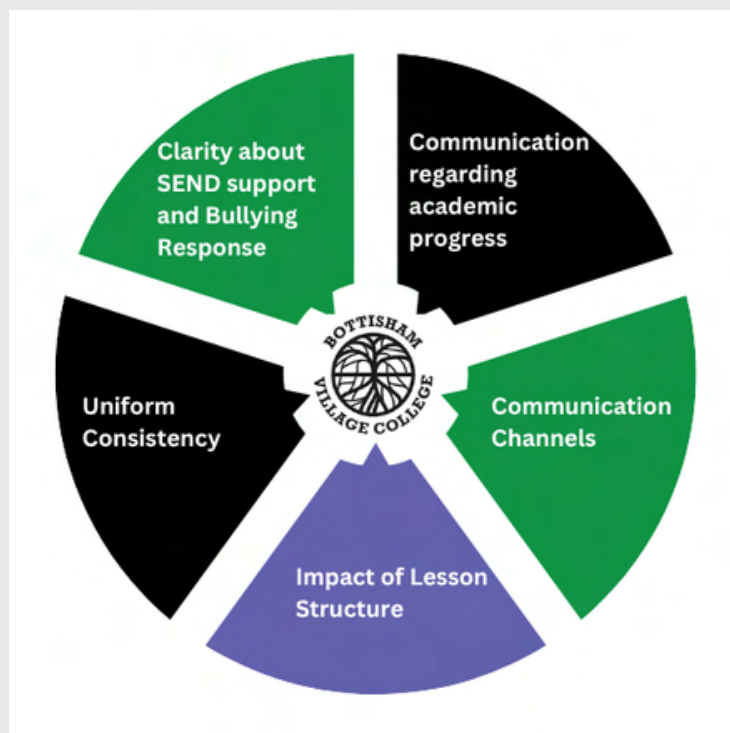 Clarity about
SEND support
and Bullying
Response
Communication
regarding
academic
progress
Uniform
Consistency
BOTTISHAM
VILLAGE COLLEGE
Communication
Channels
Impact of Lesson
Structure